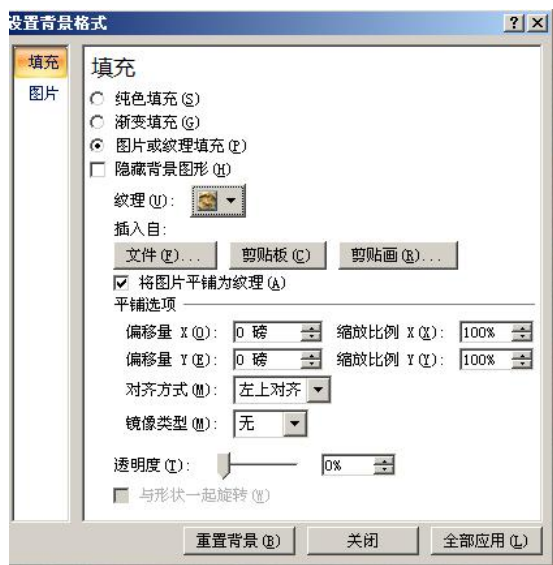 设置背景格式
填充
图片
填充
纯色填充(S)
渐变填充(G)
图片或纹理填充(P)
隐藏背景图形(H)
纹理(U):
插入自:
文件(F)... 剪贴板(C) 剪贴画(R)...
将图片平铺为纹理(A)
平铺选项
偏移量 X(O): 0 磅 缩放比例 X(X): 100%
偏移量 Y(E): 0 磅 缩放比例 Y(Y): 100%
对齐方式(M): 左上对齐
镜像类型(M): 无
透明度(T): 0%
与形状一起旋转(W)
重置背景(B) 关闭 全部应用(L)